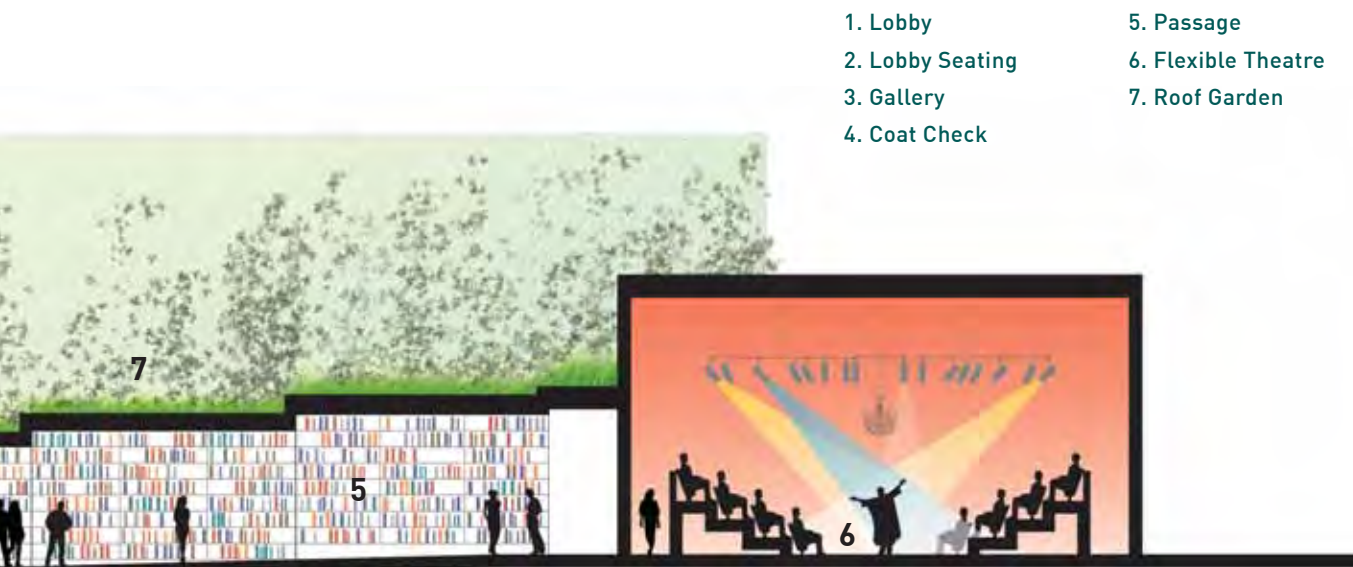 1. Lobby
2. Lobby Seating
3. Gallery
4. Coat Check
5. Passage
6. Flexible Theatre
7. Roof Garden
7
5
6